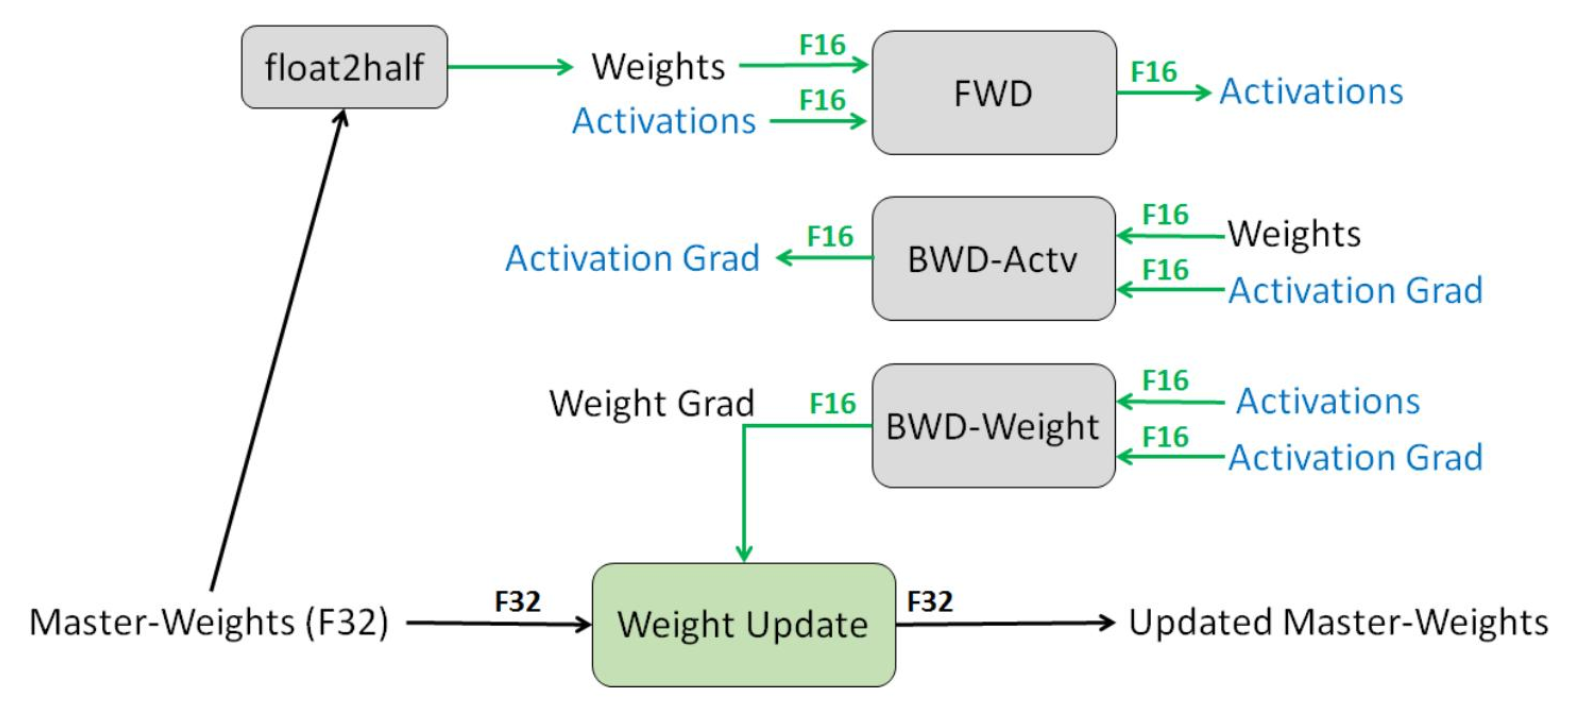 float2half
Weights
F16
Activations
F16
FWD
F16
Activations
Activation Grad
F16
BWD-Actv
F16
Weights
F16
Activation Grad
Weight Grad
F16
BWD-Weight
F16
Activations
F16
Activation Grad
Master-Weights (F32)
F32
Weight Update
F32
Updated Master-Weights